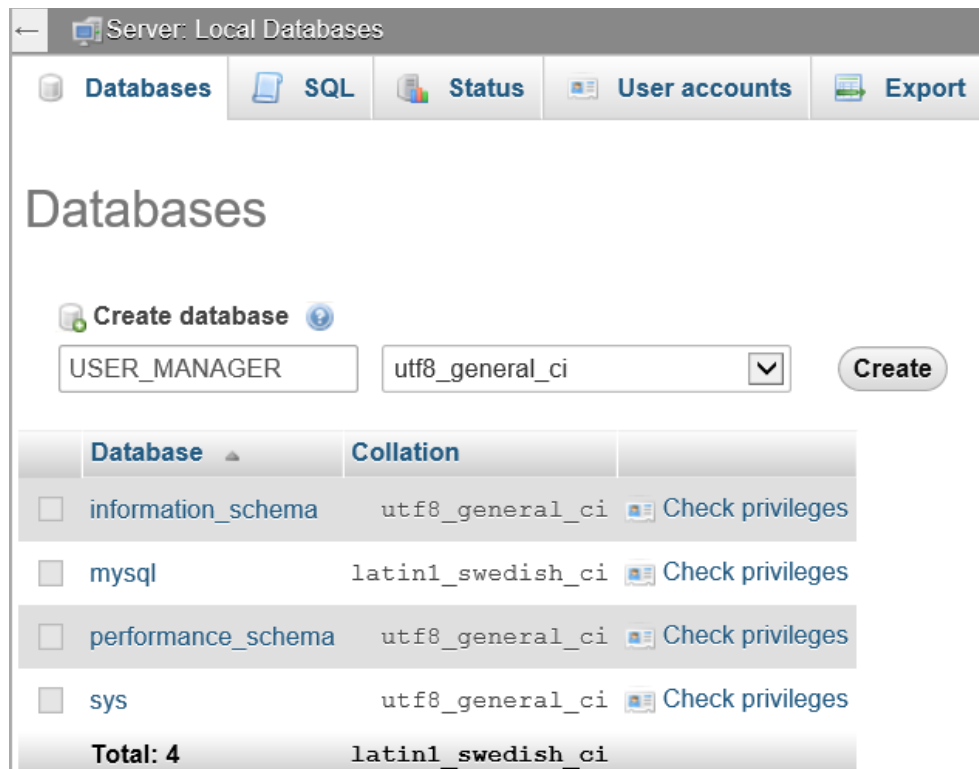 ← Server: Local Databases
Databases SQL Status User accounts Export
Databases
Create database
USER_MANAGER utf8_general_ci Create
Database Collation
information_schema utf8_general_ci Check privileges
mysql latin1_swedish_ci Check privileges
performance_schema utf8_general_ci Check privileges
sys utf8_general_ci Check privileges
Total: 4 latin1_swedish_ci